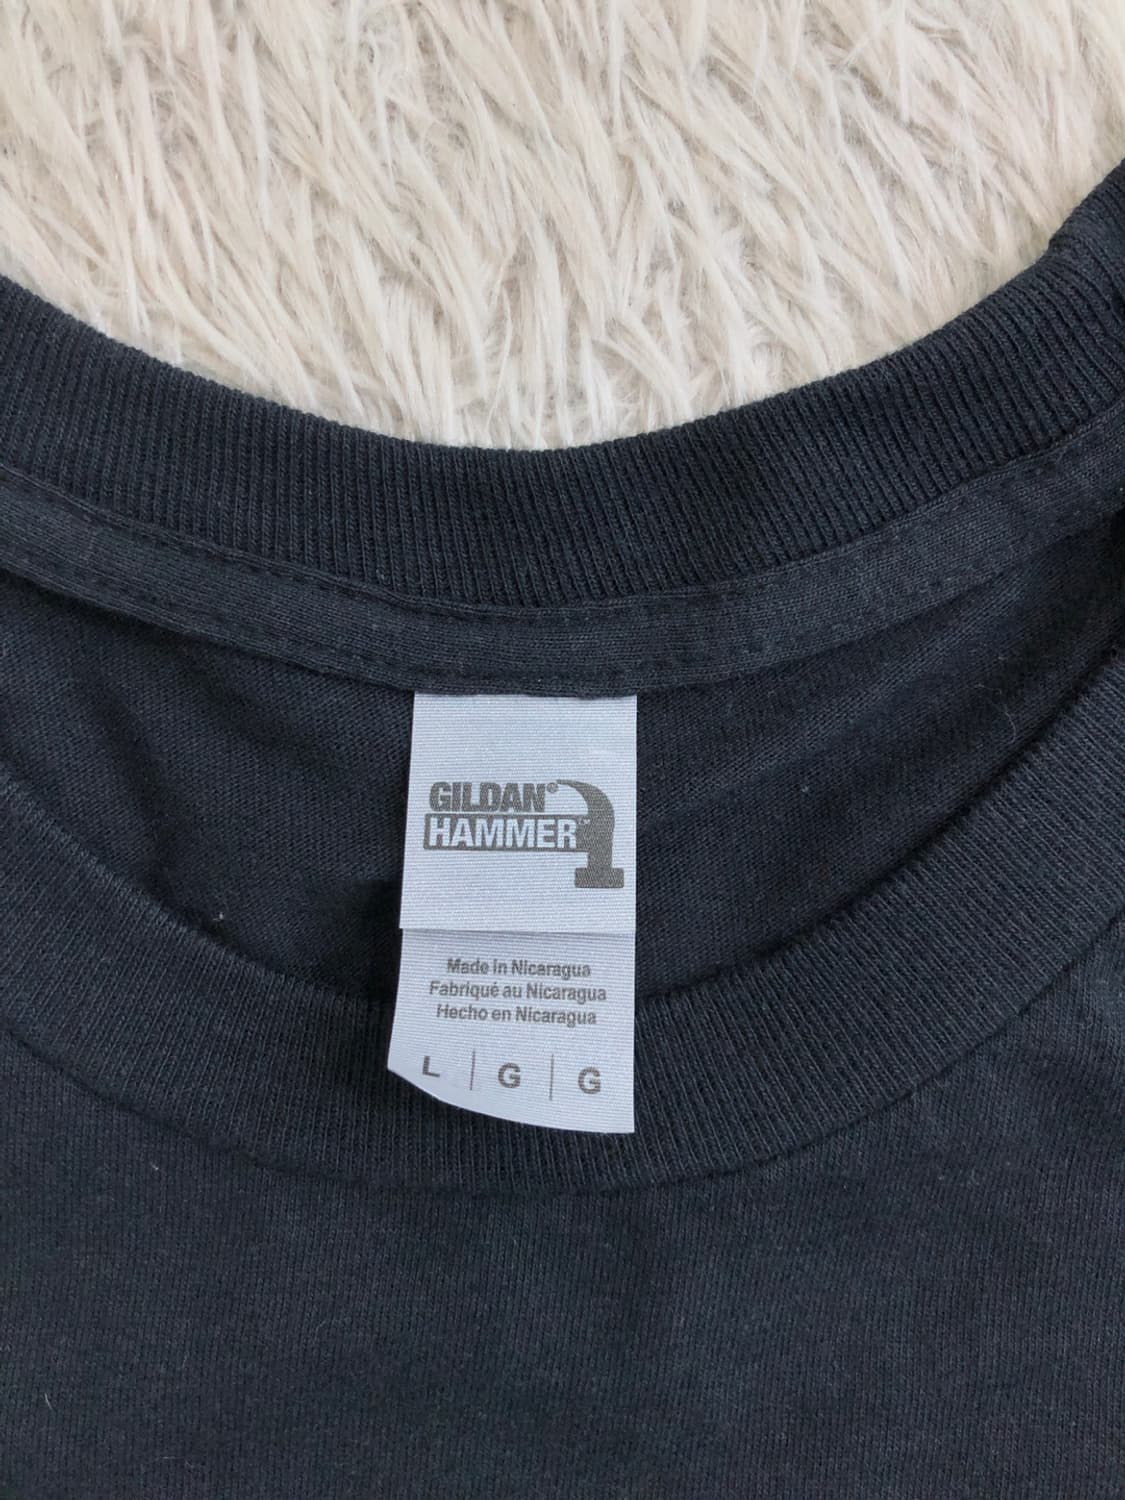 GILDAN®
HAMMER™
Made in Nicaragua
Fabriqué au Nicaragua
Hecho en Nicaragua
L | G | G